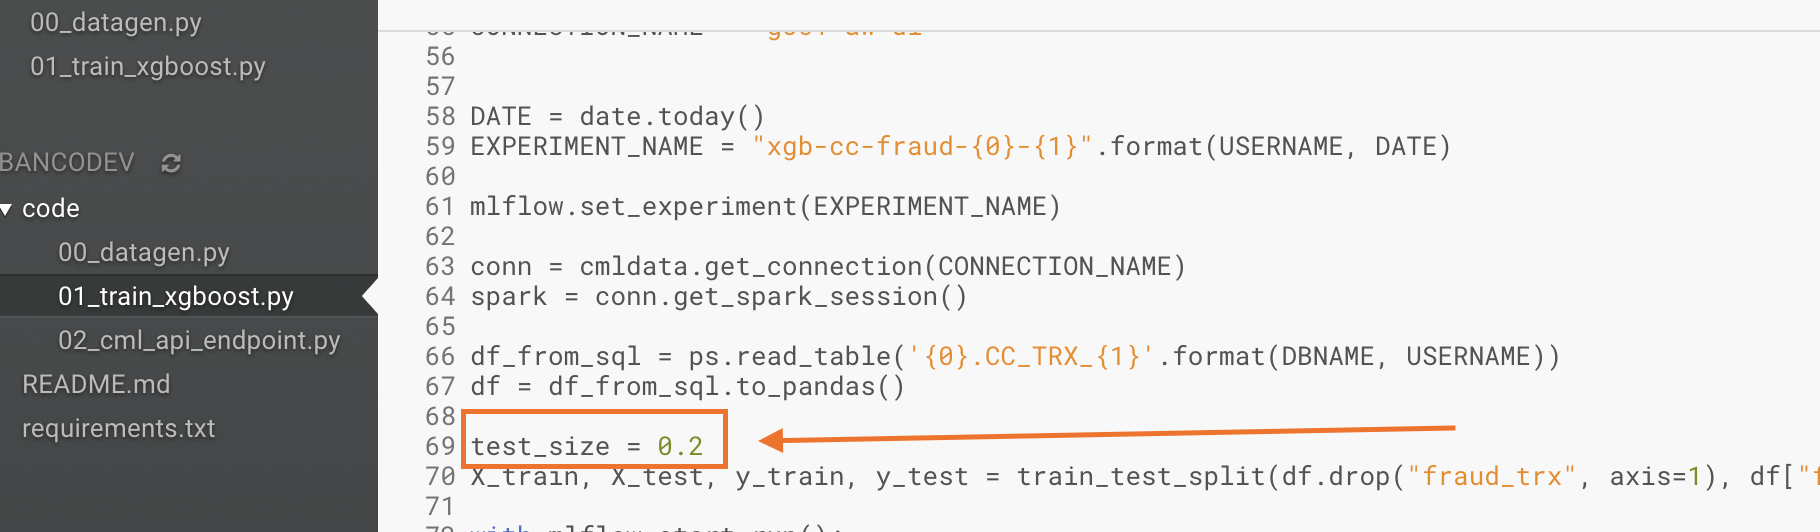 00_datagen.py
01_train_xgboost.py
BANCODEV
code
00_datagen.py
01_train_xgboost.py
02_cml_api_endpoint.py
README.md
requirements.txt
56
57
58 DATE = date.today()
59 EXPERIMENT_NAME = "xgb-cc-fraud-{0}-{1}".format(USERNAME, DATE)
60
61 mlflow.set_experiment(EXPERIMENT_NAME)
62
63 conn = cmldata.get_connection(CONNECTION_NAME)
64 spark = conn.get_spark_session()
65
66 df_from_sql = ps.read_table('{0}.CC_TRX_{1}'.format(DBNAME, USERNAME))
67 df = df_from_sql.to_pandas()
68
69 test_size = 0.2
70 X_train, X_test, y_train, y_test = train_test_split(df.drop("fraud_trx", axis=1), df["f
71
with mlflow.start_run():